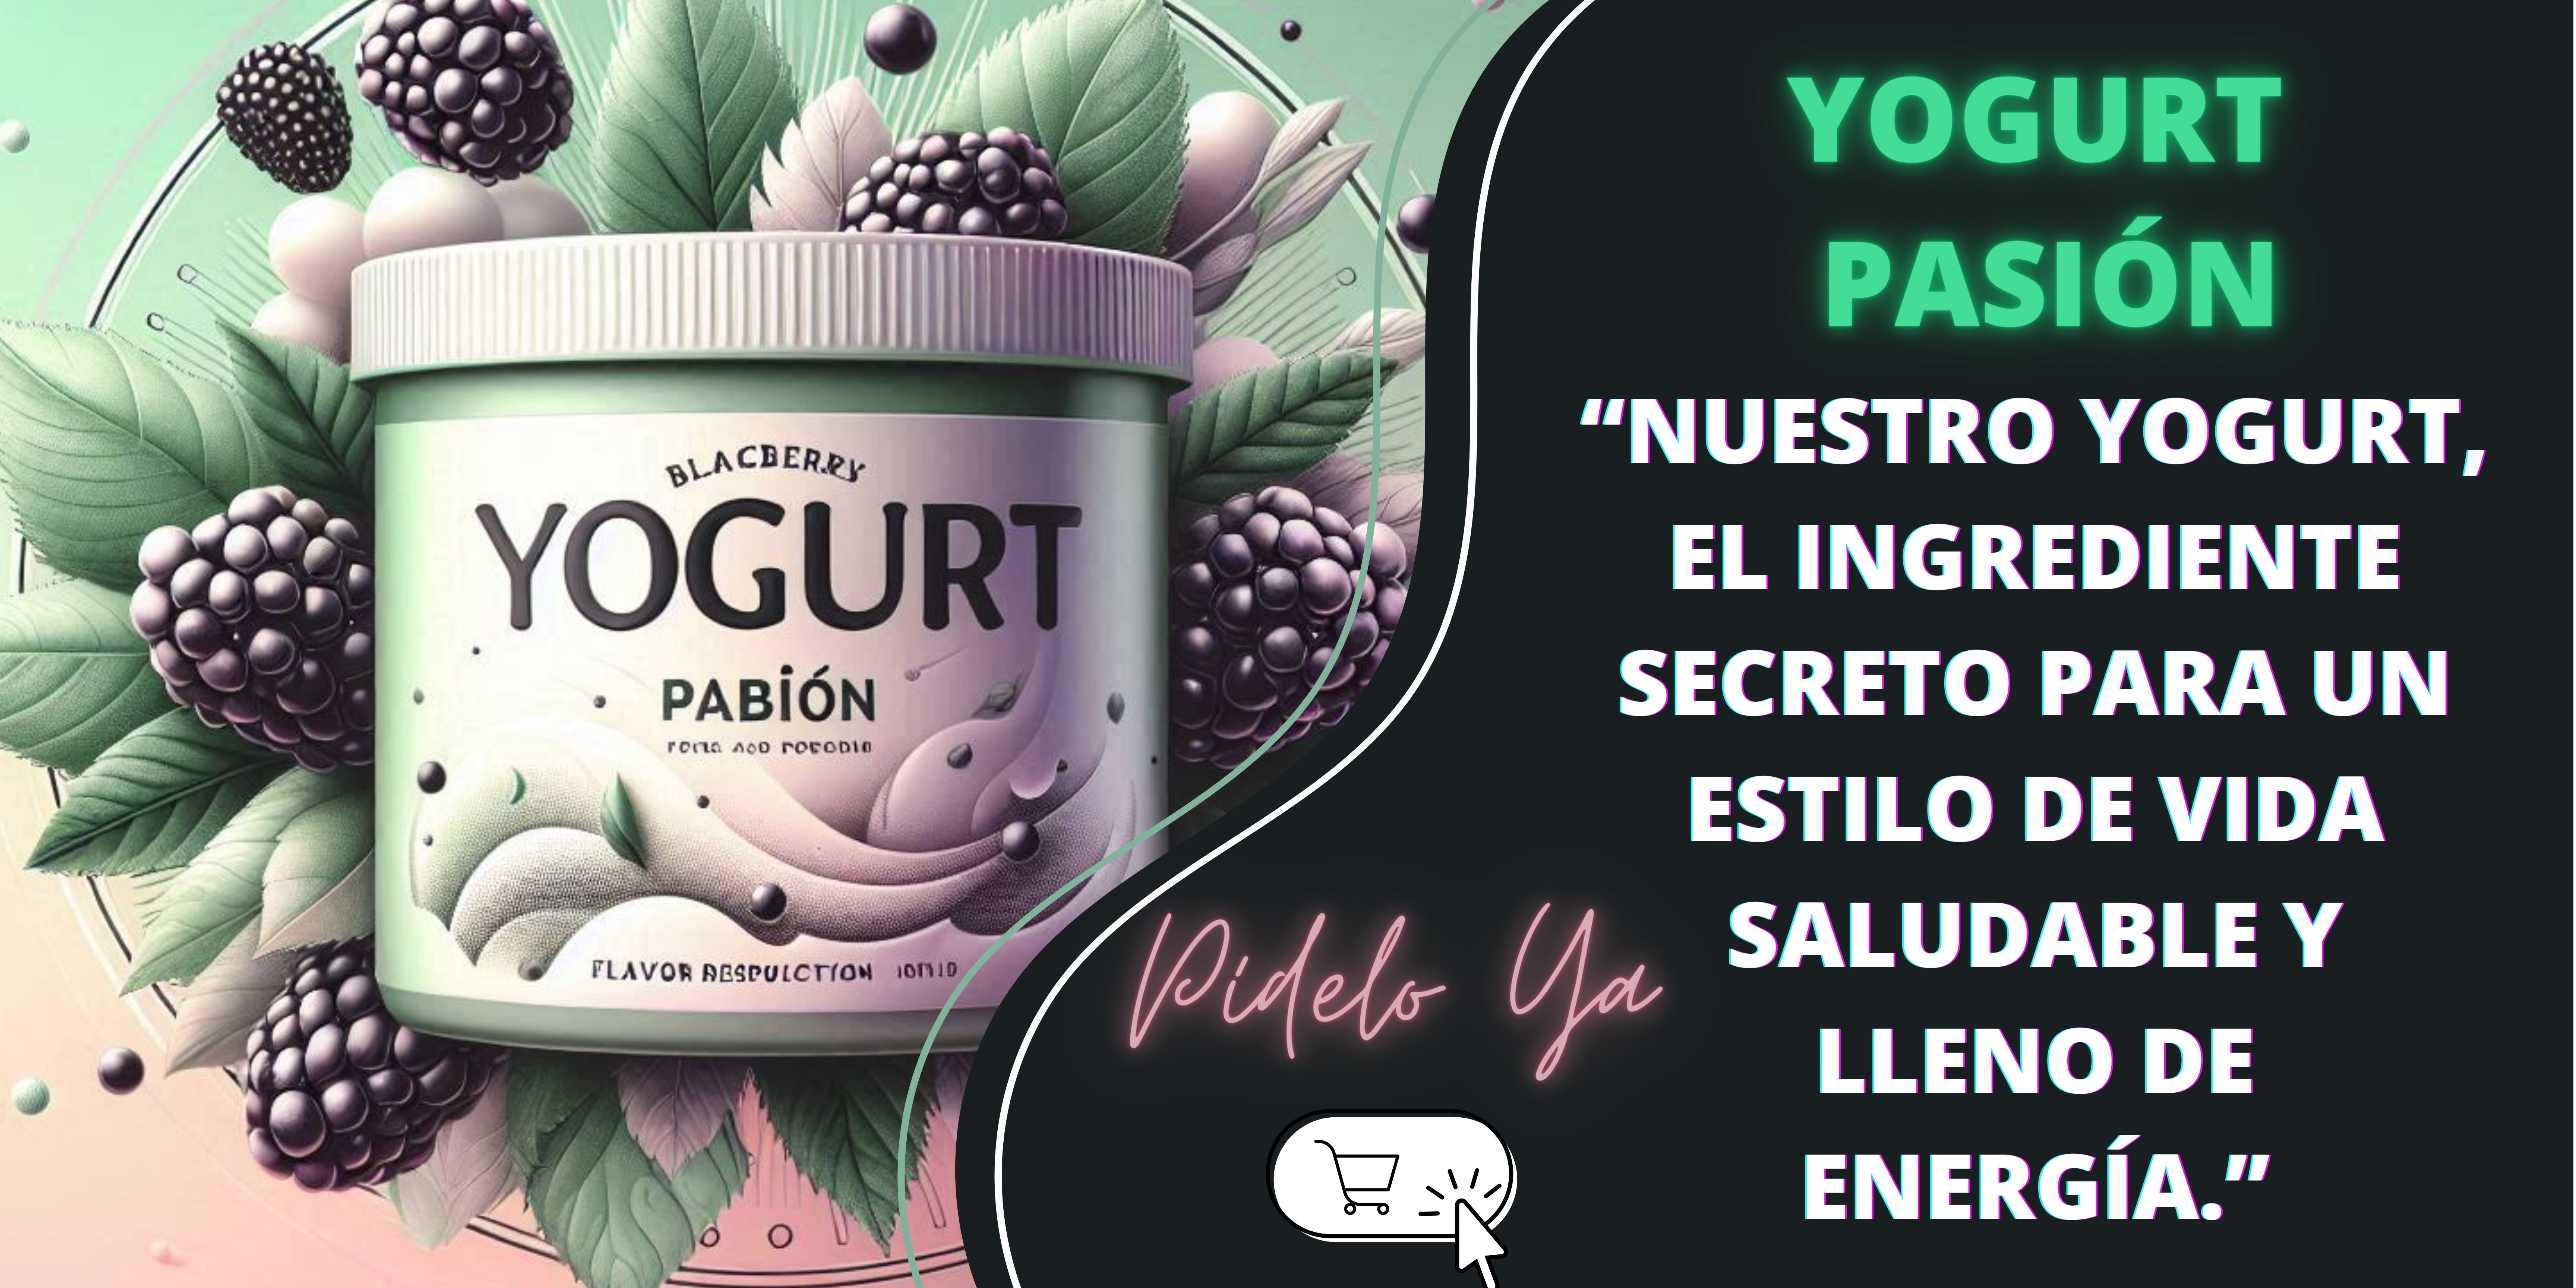 BLACBERRY
YOGURT
PABIÓN
FLAVOR RESPULCTION
YOGURT
PASIÓN
“NUESTRO YOGURT,
EL INGREDIENTE
SECRETO PARA UN
ESTILO DE VIDA
SALUDABLE Y
LLENO DE
ENERGÍA.”
Pidelo Ya